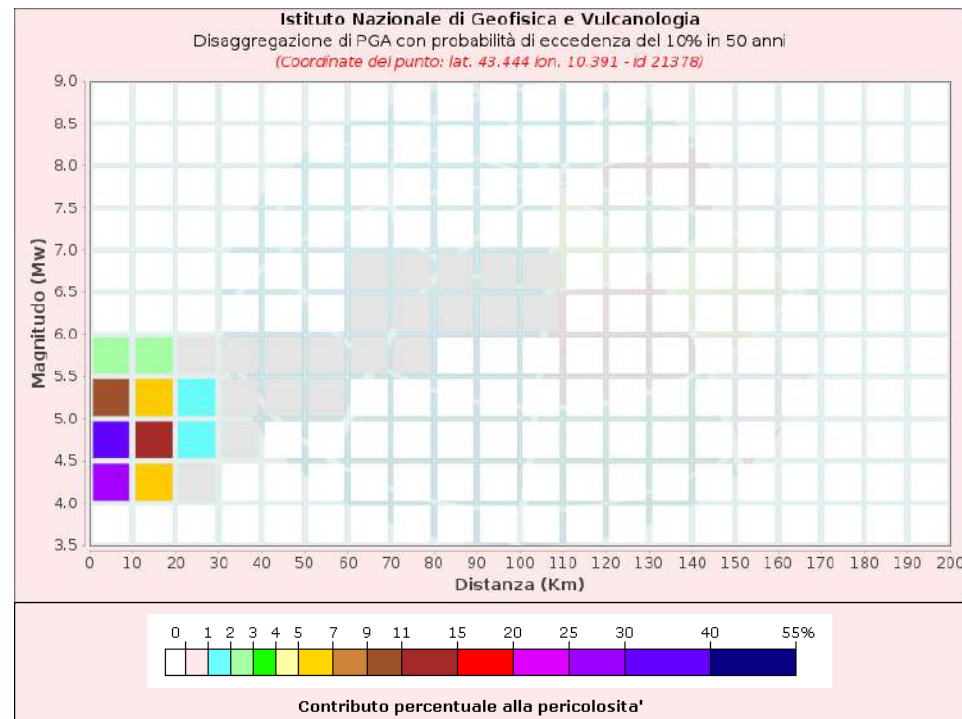 Istituto Nazionale di Geofisica e Vulcanologia
Disaggregazione di PGA con probabilità di eccedenza del 10% in 50 anni
(Coordinate del punto: lat. 43.444 lon. 10.391 - id 21378)
9.0
8.5
8.0
7.5
7.0
6.5
6.0
5.5
5.0
4.5
4.0
3.5
Magnitudo (Mw)
0 10 20 30 40 50 60 70 80 90 100 110 120 130 140 150 160 170 180 190 200
Distanza (Km)
0 1 2 3 4 5 7 9 11 15 20 25 30 40 55%
Contributo percentuale alla pericolosita'